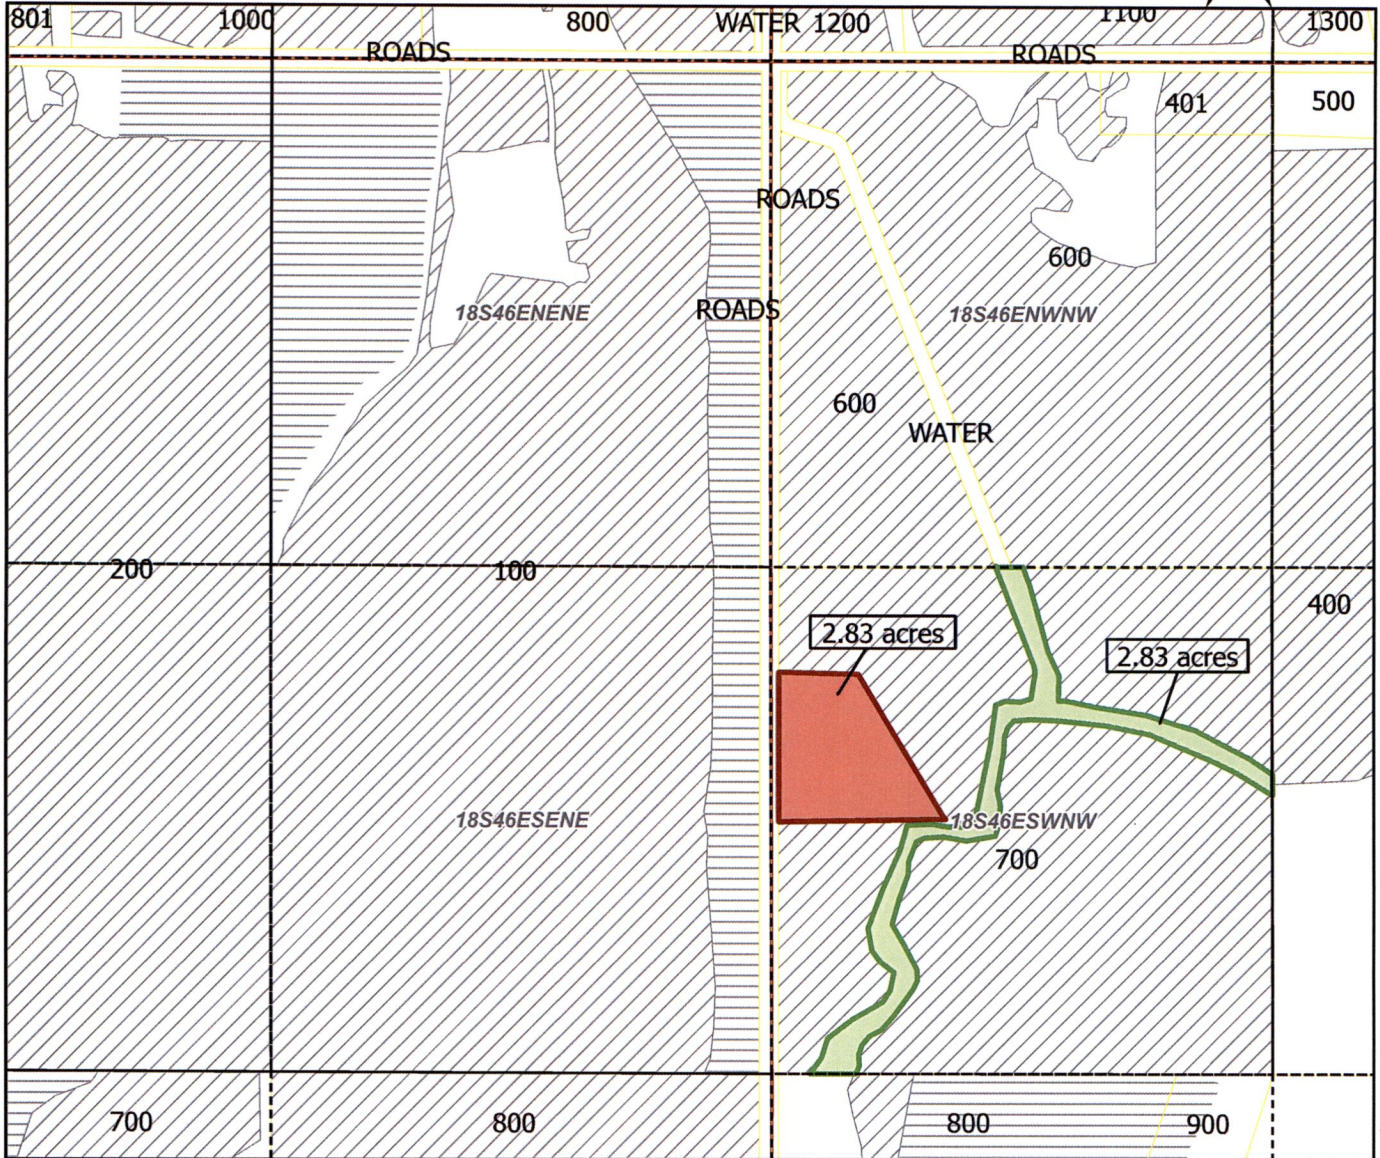 801 1000 800 WATER 1200 1100 1300
ROADS ROADS
401 500
ROADS
600
ROADS
18S46ENENE 18S46ENWNW
600
WATER
200 100
400
2.83 acres
2.83 acres
18S46ESENE 18S46ESWNW
700
700 800 800 900